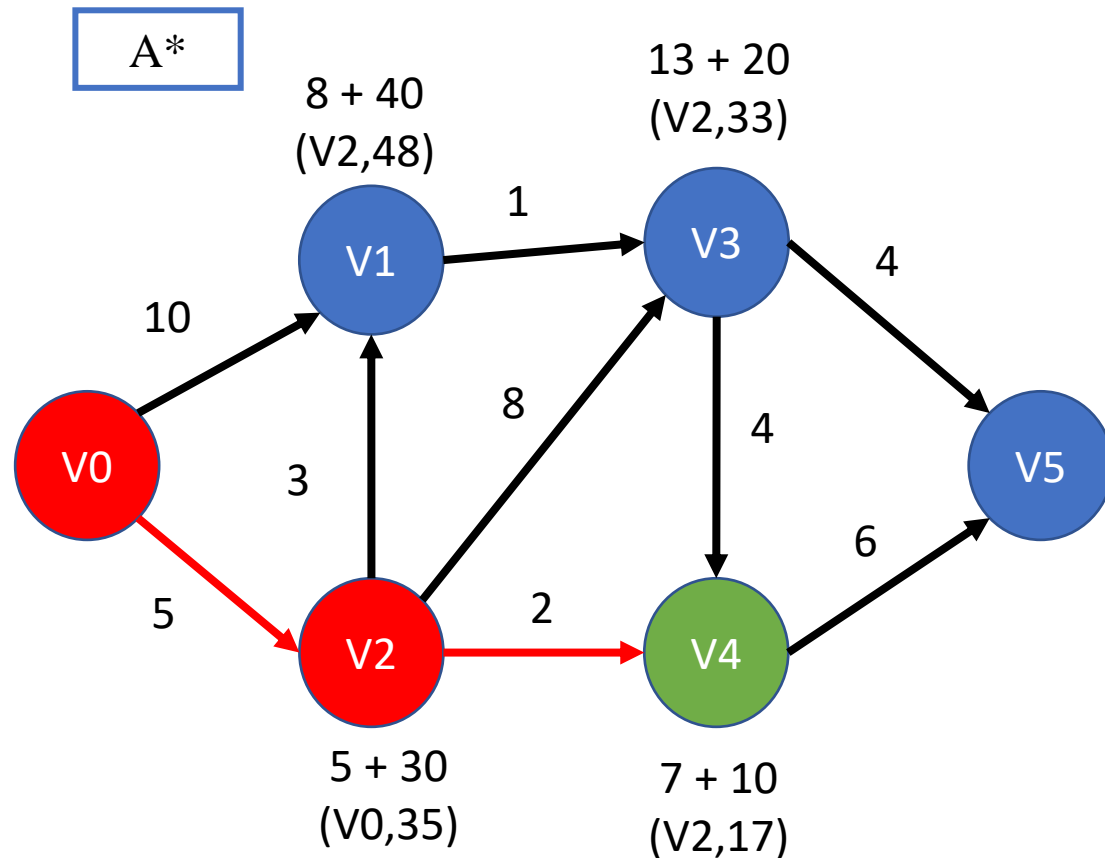 A*
8 + 40
(V2,48)
13 + 20
(V2,33)
1
V1
V3
4
10
8
4
V0
3
V5
6
5
2
V2
V4
5 + 30
(V0,35)
7 + 10
(V2,17)